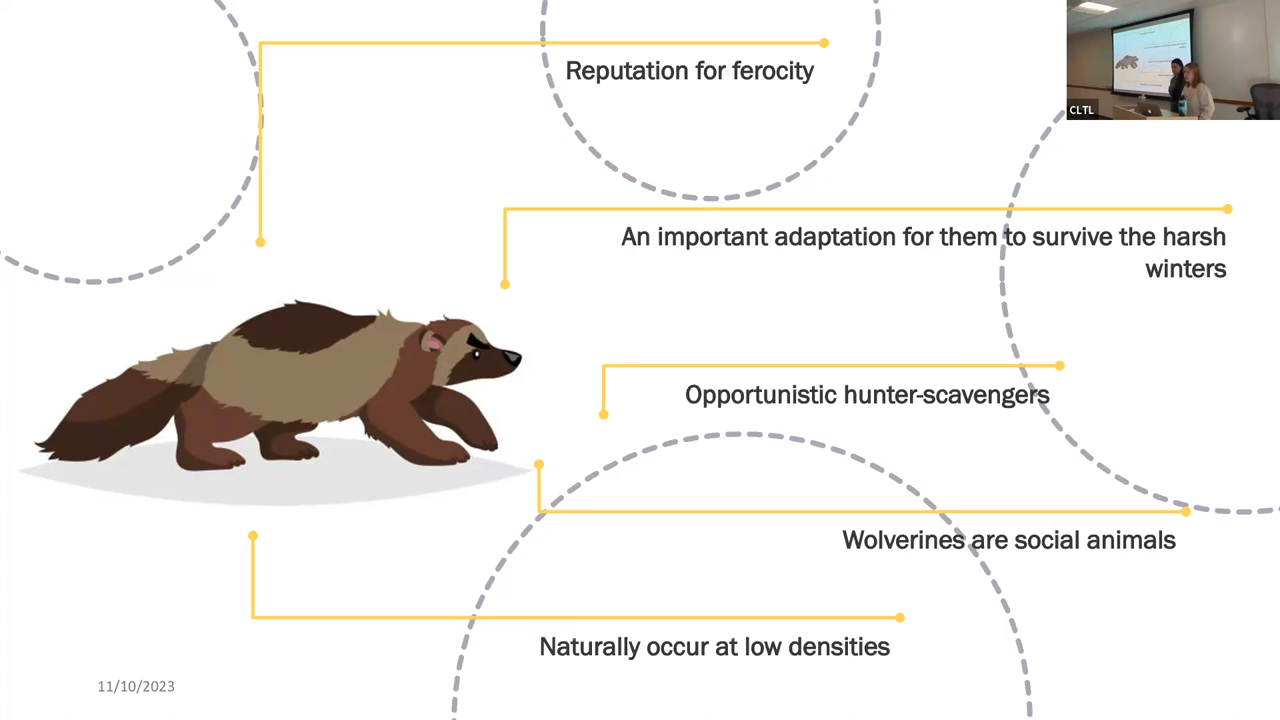 Reputation for ferocity
CLTL
An important adaptation for them to survive the harsh
winters
Opportunistic hunter-scavengers
Wolverines are social animals
Naturally occur at low densities
11/10/2023